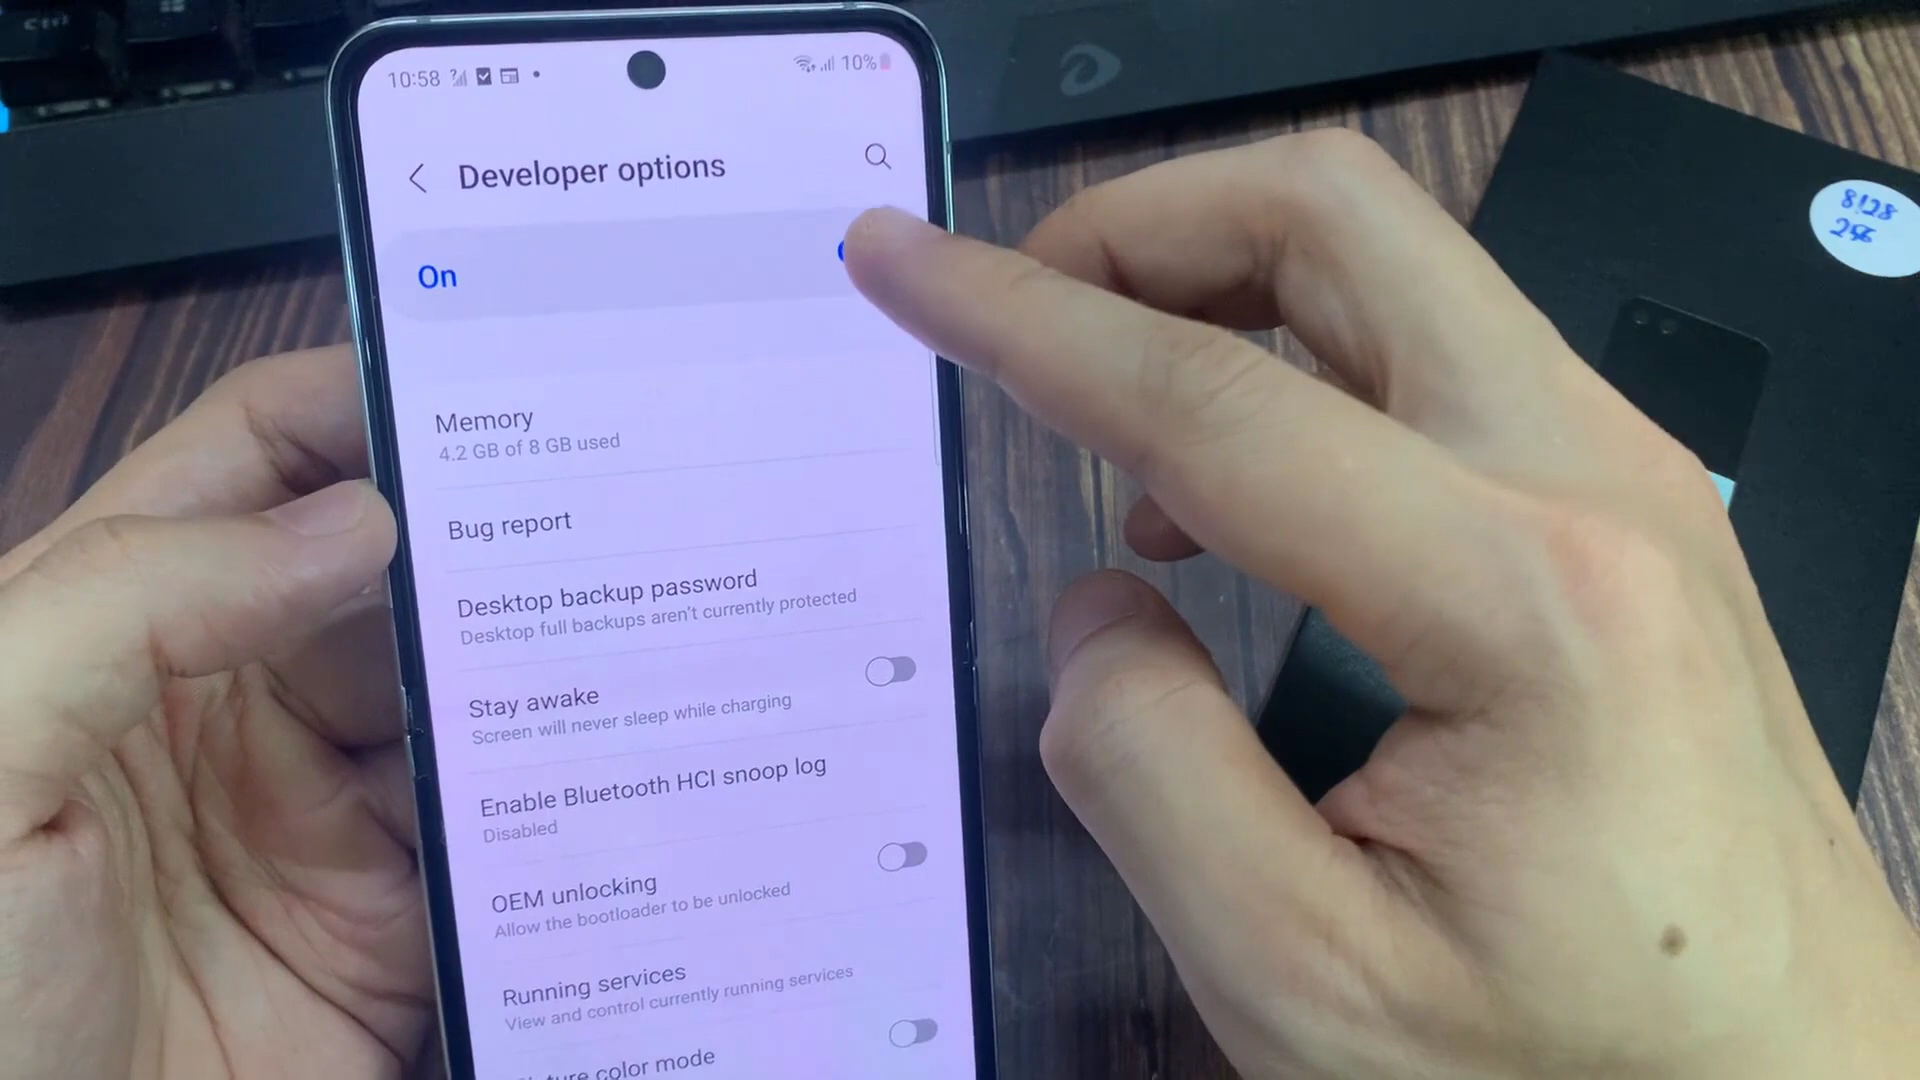 Ctrl
10:58
10%
Developer options
On
Memory
4.2 GB of 8 GB used
Bug report
Desktop backup password
Desktop full backups aren't currently protected
Stay awake
Screen will never sleep while charging
Enable Bluetooth HCI snoop log
Disabled
OEM unlocking
Allow the bootloader to be unlocked
Running services
View and control currently running services
color mode
256